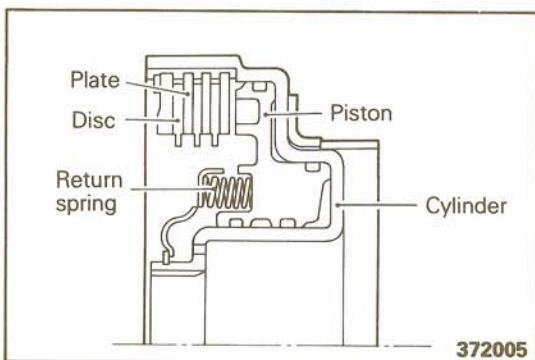 Plate
Disc
Piston
Return
spring
Cylinder
372005